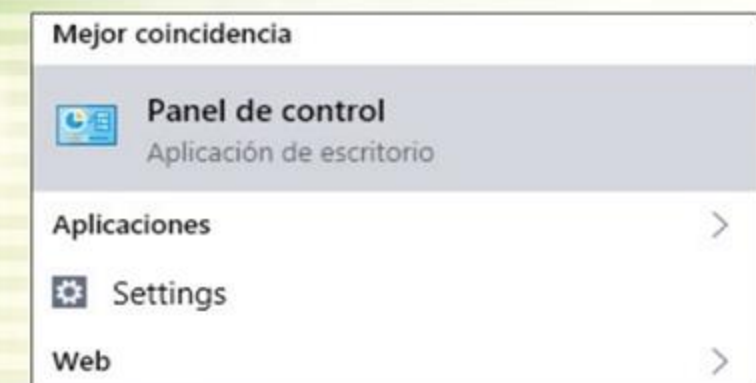 Mejor coincidencia
Panel de control
Aplicación de escritorio
Aplicaciones
Settings
Web